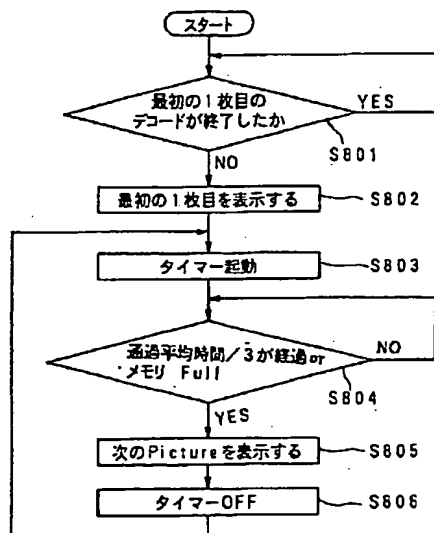 スタート
最初の1枚目の
デコードが終了したか
YES
S801
NO
最初の1枚目を表示する
S802
タイマー起動
S803
通過平均時間/3が経過or
メモリ Full
NO
S804
YES
次のPictureを表示する
S805
タイマーOFF
S806